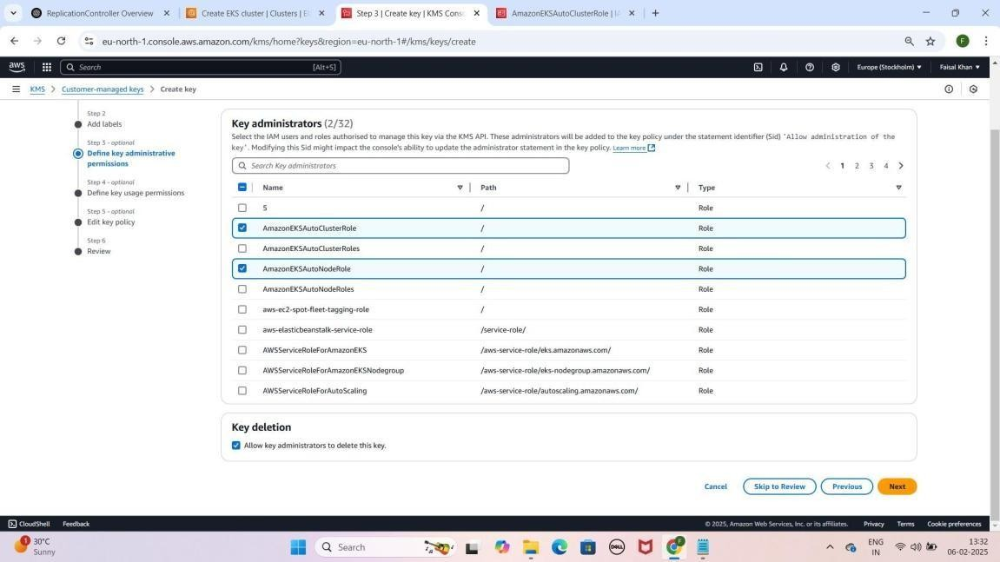 ReplicationController Overview
Create EKS cluster | Clusters | E
Step 3 | Create key | KMS Cons
AmazonEKSAutoClusterRole | IA
eu-north-1.console.aws.amazon.com/kms/home?keys&region=eu-north-1#/kms/keys/create
F
aws
Search
[Alt+S]
Europe (Stockholm)
Faisal Khan
KMS
Customer-managed keys
Create key
Step 2
Add labels
Step 3 - optional
Define key administrative
permissions
Step 4 - optional
Define key usage permissions
Step 5 - optional
Edit key policy
Step 6
Review
Key administrators (2/32)
Select the IAM users and roles authorised to manage this key via the KMS API. These administrators will be added to the key policy under the statement identifier (Sid) 'Allow administration of the
key'. Modifying this Sid might impact the console's ability to update the administrator statement in the key policy. Learn more
Search Key administrators
1 2 3 4
Name Path Type
5 / Role
AmazonEKSAutoClusterRole / Role
AmazonEKSAutoClusterRoles / Role
AmazonEKSAutoNodeRole / Role
AmazonEKSAutoNodeRoles / Role
aws-ec2-spot-fleet-tagging-role / Role
aws-elasticbeanstalk-service-role /service-role/ Role
AWSServiceRoleForAmazonEKS /aws-service-role/eks.amazonaws.com/ Role
AWSServiceRoleForAmazonEKSNodegroup /aws-service-role/eks-nodegroup.amazonaws.com/ Role
AWSServiceRoleForAutoScaling /aws-service-role/autoscaling.amazonaws.com/ Role
Key deletion
Allow key administrators to delete this key.
Cancel
Skip to Review
Previous
Next
CloudShell
Feedback
© 2025, Amazon Web Services, Inc. or its affiliates.
Privacy
Terms
Cookie preferences
1
30°C
Sunny
Search
DELL
F
ENG
IN
13:32
06-02-2025